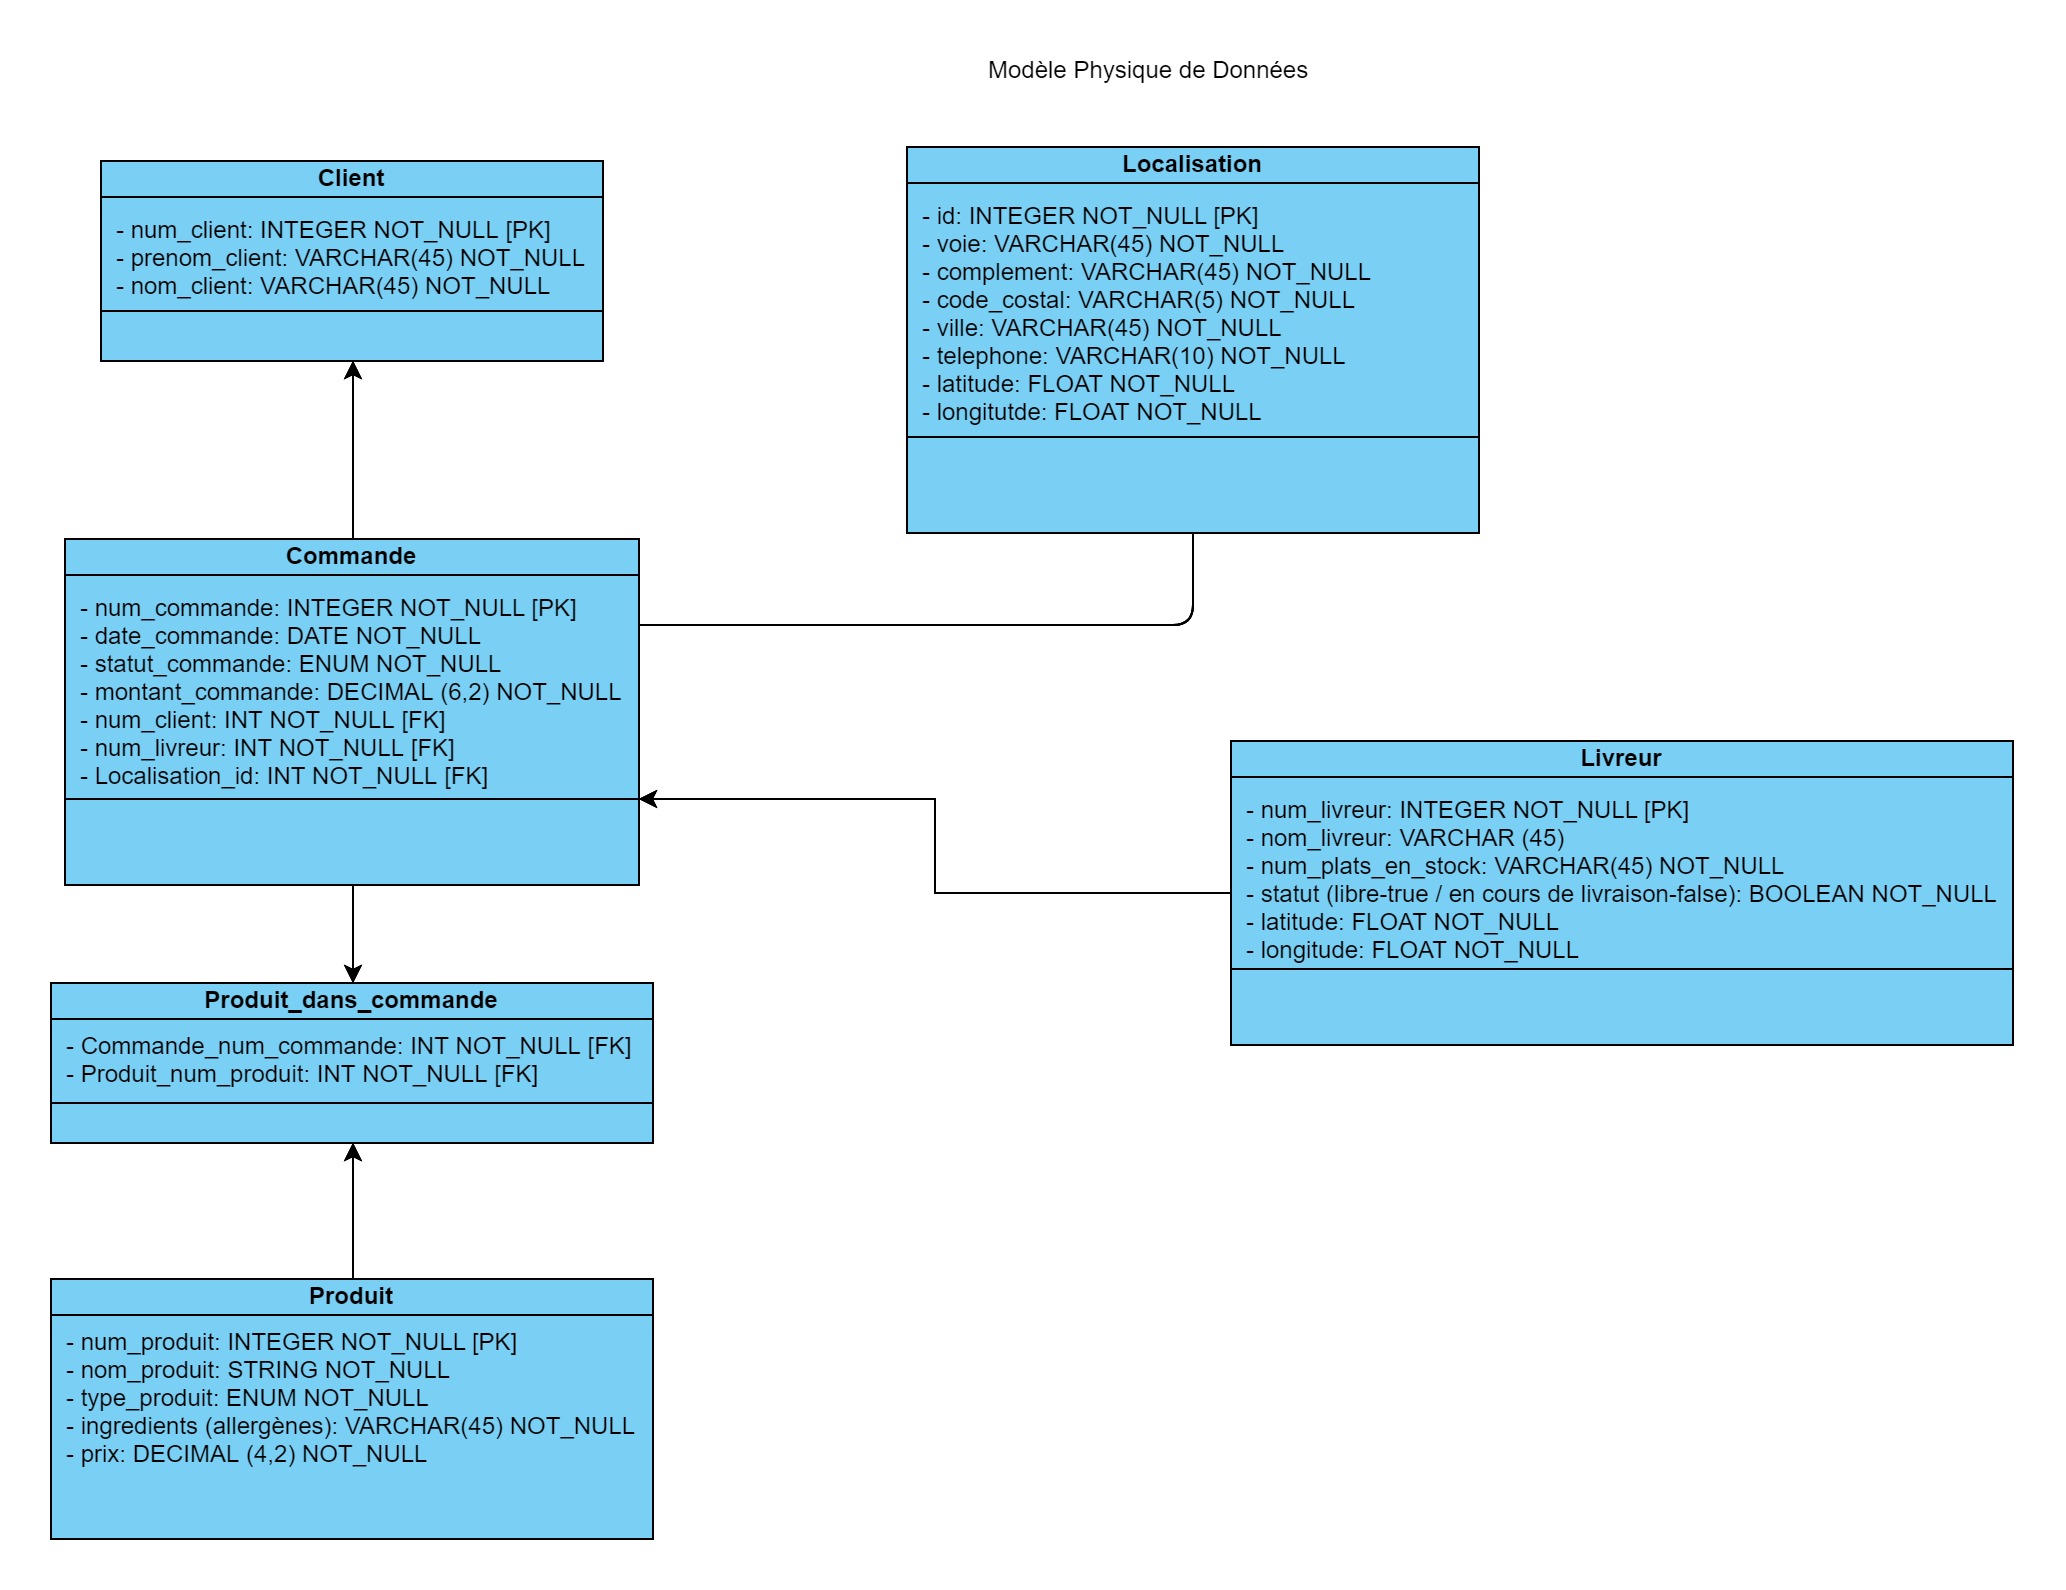 Modèle Physique de Données
Client
- num_client: INTEGER NOT_NULL [PK]
- prenom_client: VARCHAR(45) NOT_NULL
- nom_client: VARCHAR(45) NOT_NULL
Localisation
- id: INTEGER NOT_NULL [PK]
- voie: VARCHAR(45) NOT_NULL
- complement: VARCHAR(45) NOT_NULL
- code_costal: VARCHAR(5) NOT_NULL
- ville: VARCHAR(45) NOT_NULL
- telephone: VARCHAR(10) NOT_NULL
- latitude: FLOAT NOT_NULL
- longitutde: FLOAT NOT_NULL
Commande
- num_commande: INTEGER NOT_NULL [PK]
- date_commande: DATE NOT_NULL
- statut_commande: ENUM NOT_NULL
- montant_commande: DECIMAL (6,2) NOT_NULL
- num_client: INT NOT_NULL [FK]
- num_livreur: INT NOT_NULL [FK]
- Localisation_id: INT NOT_NULL [FK]
Livreur
- num_livreur: INTEGER NOT_NULL [PK]
- nom_livreur: VARCHAR (45)
- num_plats_en_stock: VARCHAR(45) NOT_NULL
- statut (libre-true / en cours de livraison-false): BOOLEAN NOT_NULL
- latitude: FLOAT NOT_NULL
- longitude: FLOAT NOT_NULL
Produit_dans_commande
- Commande_num_commande: INT NOT_NULL [FK]
- Produit_num_produit: INT NOT_NULL [FK]
Produit
- num_produit: INTEGER NOT_NULL [PK]
- nom_produit: STRING NOT_NULL
- type_produit: ENUM NOT_NULL
- ingredients (allergènes): VARCHAR(45) NOT_NULL
- prix: DECIMAL (4,2) NOT_NULL